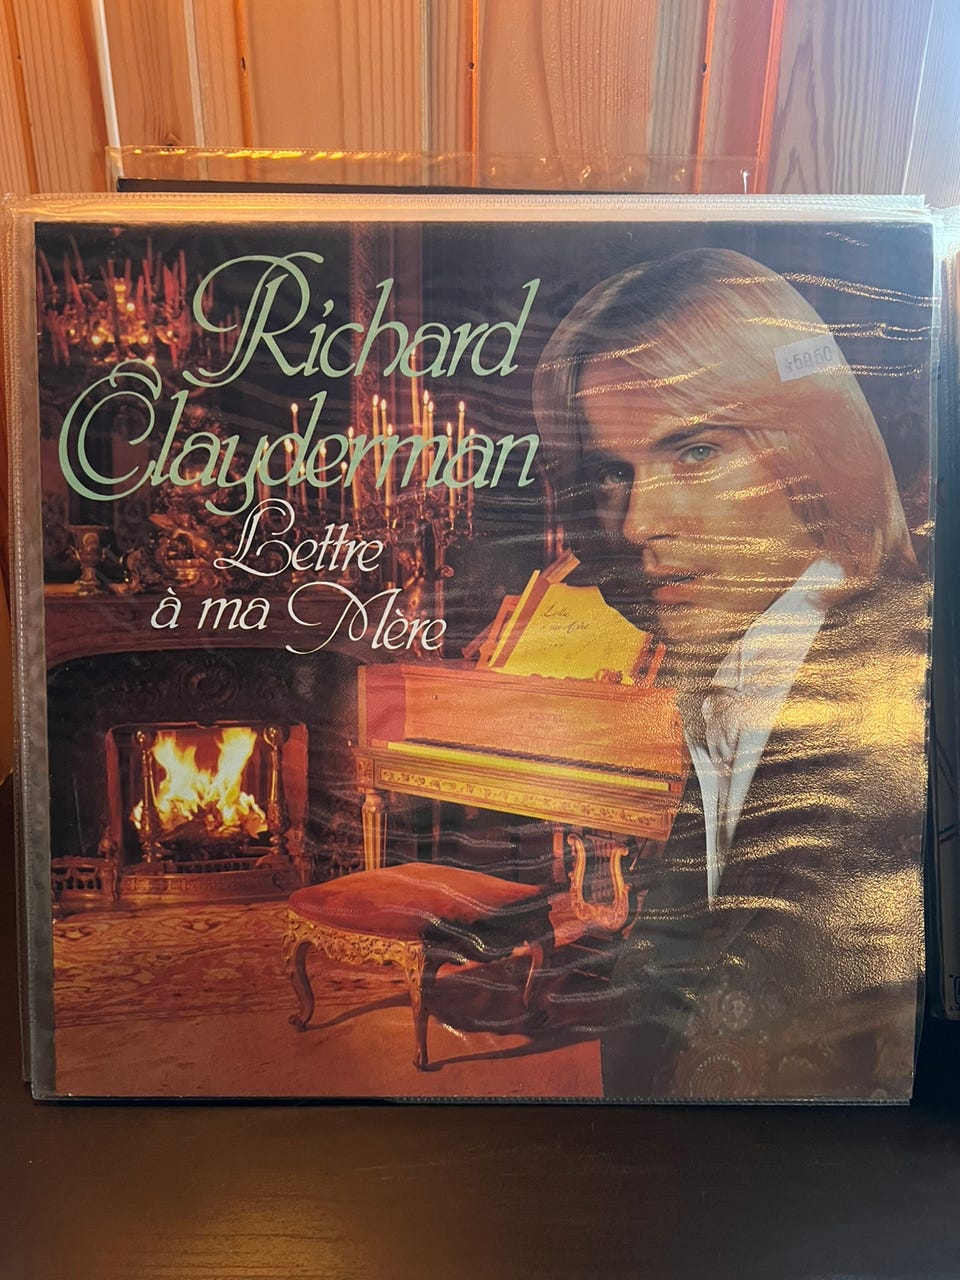 Richard
Clayderman
Lettre
à ma Mère